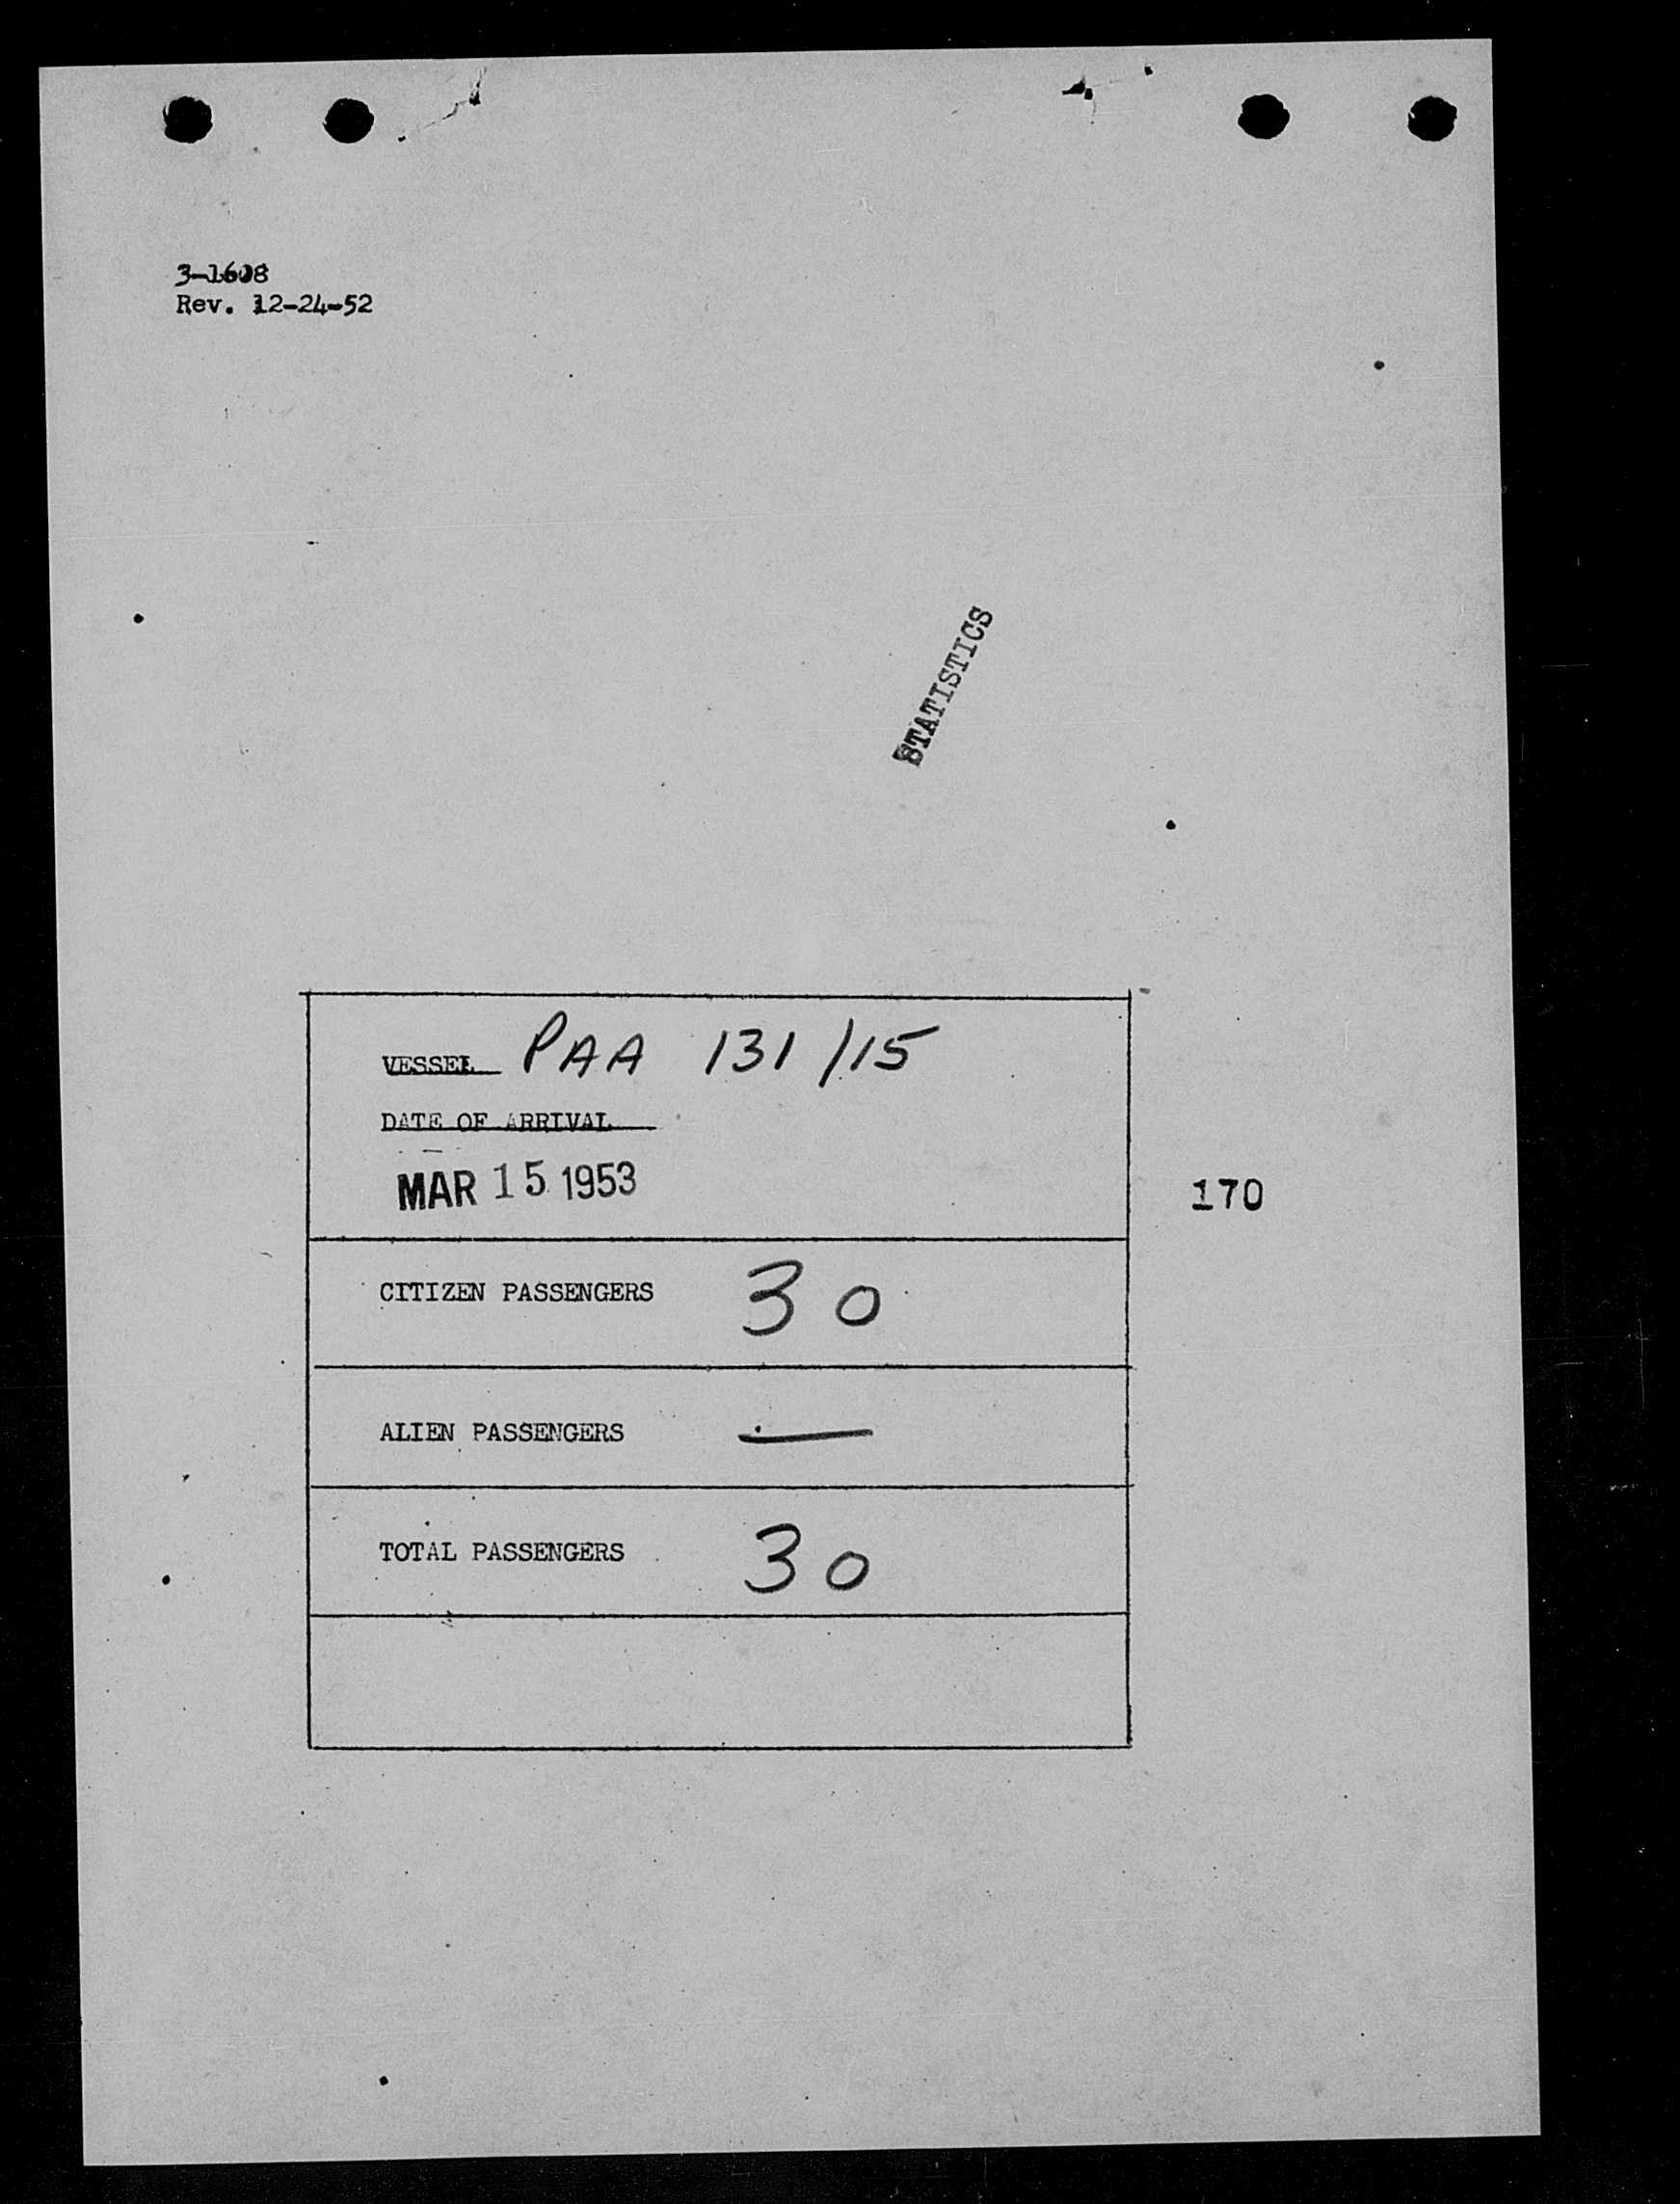 3-1608
Rev. 12-24-52
STATISTICS
VESSEL PAA 131/15
DATE OF ARRIVAL
MAR 15 1953
170
CITIZEN PASSENGERS 30
ALIEN PASSENGERS —
TOTAL PASSENGERS 30